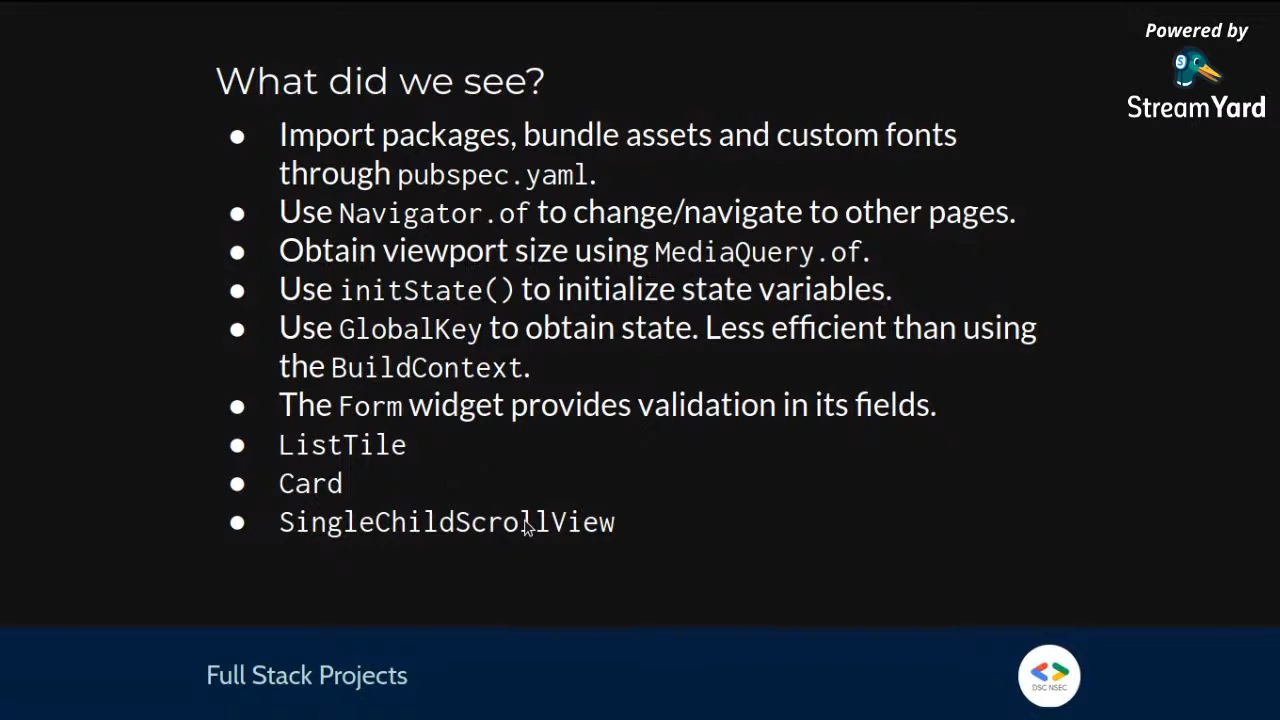 Powered by
StreamYard
What did we see?
● Import packages, bundle assets and custom fonts
through pubspec.yaml.
● Use Navigator.of to change/navigate to other pages.
● Obtain viewport size using MediaQuery.of.
● Use initState() to initialize state variables.
● Use GlobalKey to obtain state. Less efficient than using
the BuildContext.
● The Form widget provides validation in its fields.
● ListTile
● Card
● SingleChildScrollView
Full Stack Projects
DSC NSEC